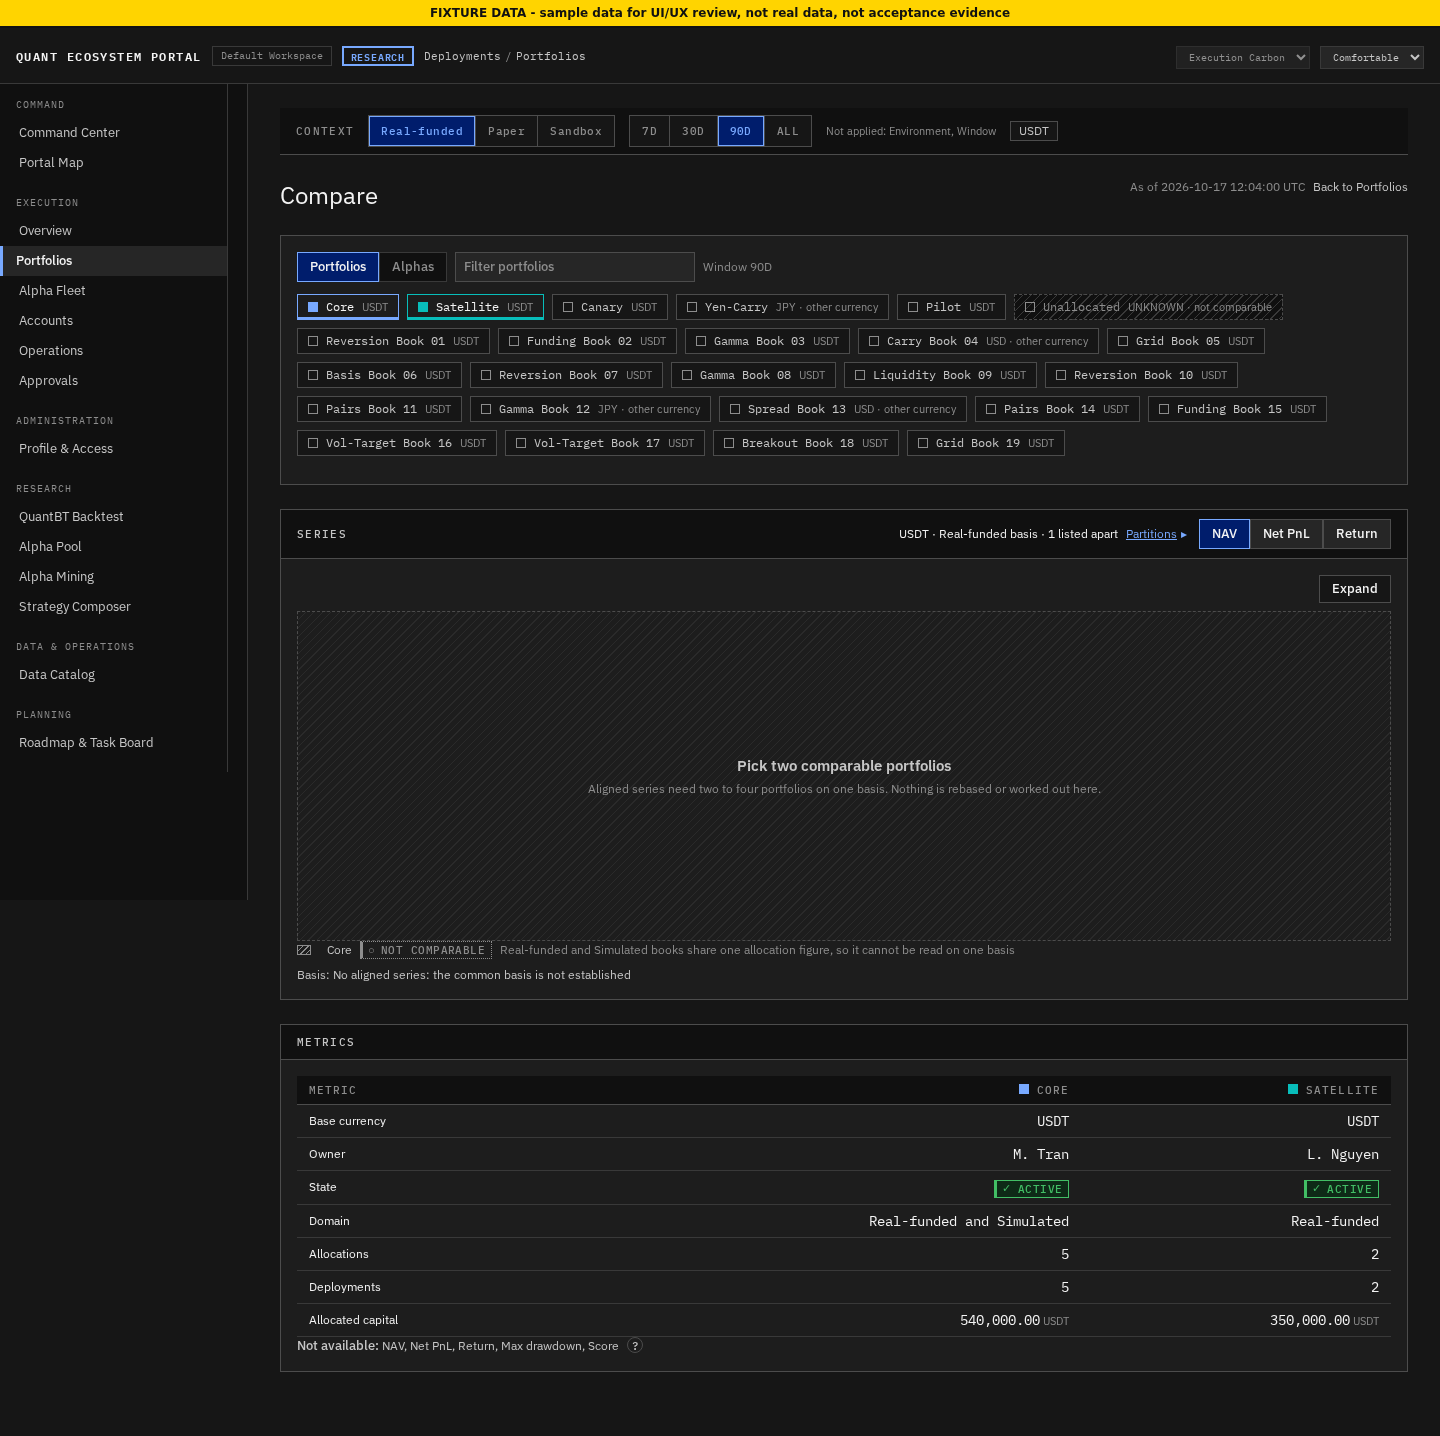 FIXTURE DATA - sample data for UI/UX review, not real data, not acceptance evidence
QUANT ECOSYSTEM PORTAL Default Workspace RESEARCH Deployments / Portfolios Execution Carbon Comfortable
COMMAND
Command Center
Portal Map
EXECUTION
Overview
Portfolios
Alpha Fleet
Accounts
Operations
Approvals
ADMINISTRATION
Profile & Access
RESEARCH
QuantBT Backtest
Alpha Pool
Alpha Mining
Strategy Composer
DATA & OPERATIONS
Data Catalog
PLANNING
Roadmap & Task Board
CONTEXT Real-funded Paper Sandbox 7D 30D 90D ALL Not applied: Environment, Window USDT
Compare As of 2026-10-17 12:04:00 UTC Back to Portfolios
Portfolios Alphas Filter portfolios Window 90D
Core USDT Satellite USDT Canary USDT Yen-Carry JPY · other currency Pilot USDT Unallocated UNKNOWN · not comparable
Reversion Book 01 USDT Funding Book 02 USDT Gamma Book 03 USDT Carry Book 04 USD · other currency Grid Book 05 USDT
Basis Book 06 USDT Reversion Book 07 USDT Gamma Book 08 USDT Liquidity Book 09 USDT Reversion Book 10 USDT
Pairs Book 11 USDT Gamma Book 12 JPY · other currency Spread Book 13 USD · other currency Pairs Book 14 USDT Funding Book 15 USDT
Vol-Target Book 16 USDT Vol-Target Book 17 USDT Breakout Book 18 USDT Grid Book 19 USDT
SERIES USDT · Real-funded basis · 1 listed apart Partitions ▸ NAV Net PnL Return
Expand
Pick two comparable portfolios
Aligned series need two to four portfolios on one basis. Nothing is rebased or worked out here.
Core ○ NOT COMPARABLE Real-funded and Simulated books share one allocation figure, so it cannot be read on one basis
Basis: No aligned series: the common basis is not established
METRICS
METRIC CORE SATELLITE
Base currency USDT USDT
Owner M. Tran L. Nguyen
State ✓ ACTIVE ✓ ACTIVE
Domain Real-funded and Simulated Real-funded
Allocations 5 2
Deployments 5 2
Allocated capital 540,000.00 USDT 350,000.00 USDT
Not available: NAV, Net PnL, Return, Max drawdown, Score ?